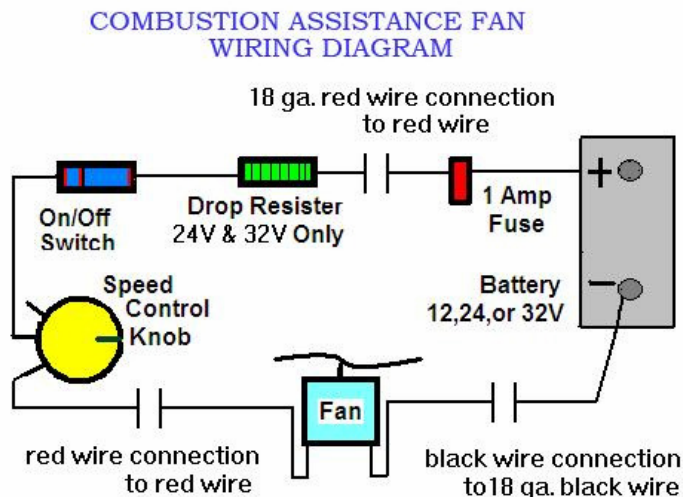 COMBUSTION ASSISTANCE FAN
WIRING DIAGRAM
18 ga. red wire connection
to red wire
On/Off
Switch
Drop Resister
24V & 32V Only
1 Amp
Fuse
+
Speed
Control
Knob
Battery
12,24,or 32V
−
Fan
red wire connection
to red wire
black wire connection
to18 ga. black wire